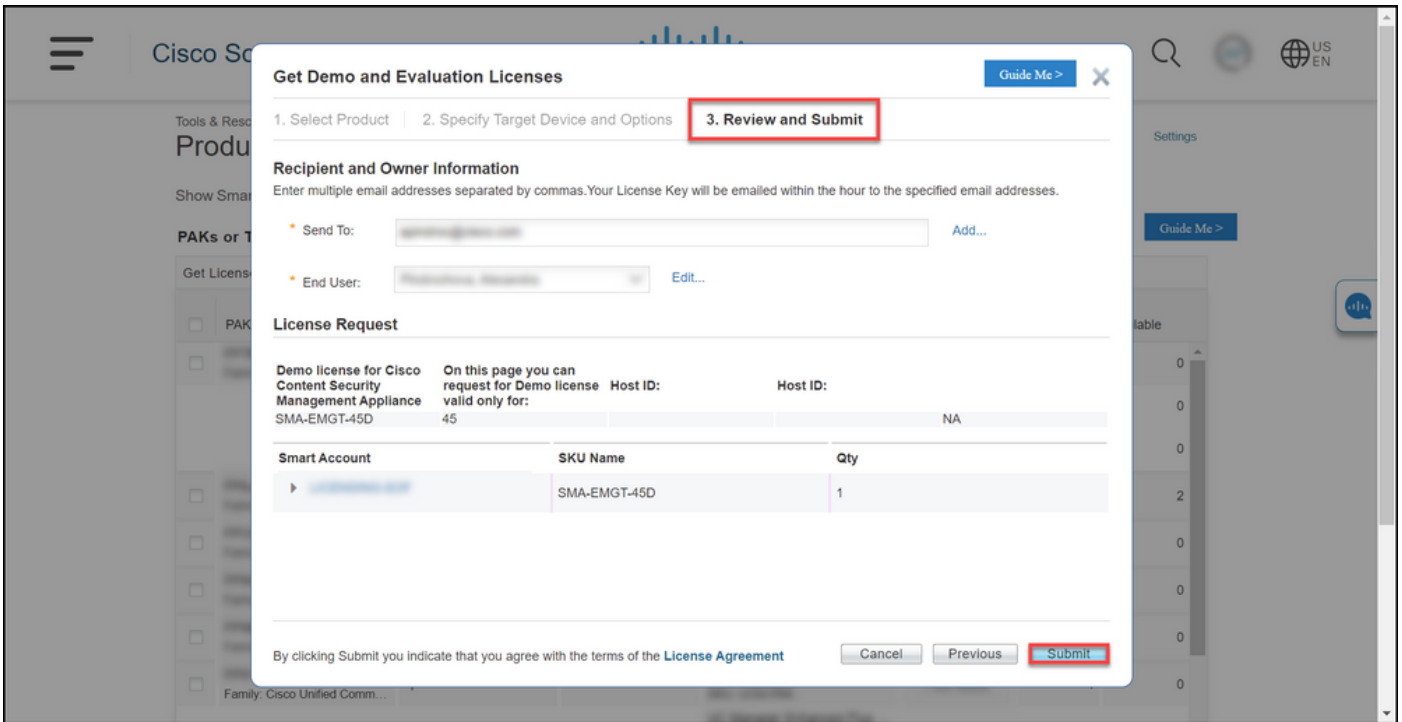 Cisco So
US
EN
Get Demo and Evaluation Licenses
Guide Me >
Tools & Reso
Produ
Settings
1. Select Product
2. Specify Target Device and Options
3. Review and Submit
Recipient and Owner Information
Enter multiple email addresses separated by commas.Your License Key will be emailed within the hour to the specified email addresses.
Show Smar
* Send To:
Add...
PAKs or T
Guide Me >
Get Licens
* End User:
Edit...
PAK
License Request
lable
0
Demo license for Cisco
Content Security
Management Appliance
On this page you can
request for Demo license
valid only for:
Host ID:
Host ID:
SMA-EMGT-45D
45
NA
0
Smart Account
SKU Name
Qty
0
SMA-EMGT-45D
1
2
0
0
0
By clicking Submit you indicate that you agree with the terms of the License Agreement
Cancel
Previous
Submit
Family: Cisco Unified Comm...
0